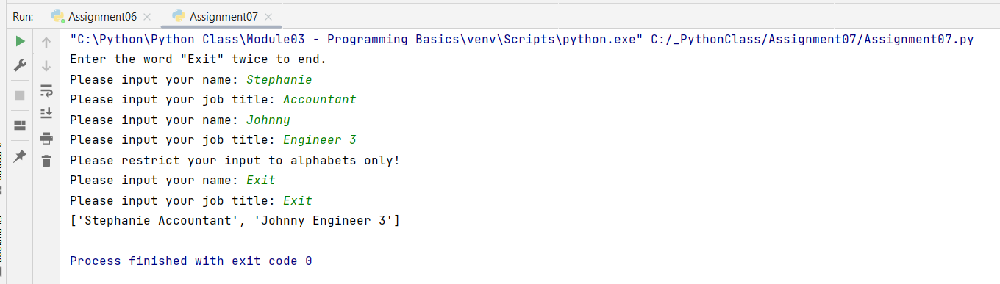 Run: Assignment06 × Assignment07 ×
"C:\Python\Python Class\Module03 - Programming Basics\venv\Scripts\python.exe" C:/_PythonClass/Assignment07/Assignment07.py
Enter the word "Exit" twice to end.
Please input your name: Stephanie
Please input your job title: Accountant
Please input your name: Johnny
Please input your job title: Engineer 3
Please restrict your input to alphabets only!
Please input your name: Exit
Please input your job title: Exit
['Stephanie Accountant', 'Johnny Engineer 3']
Process finished with exit code 0